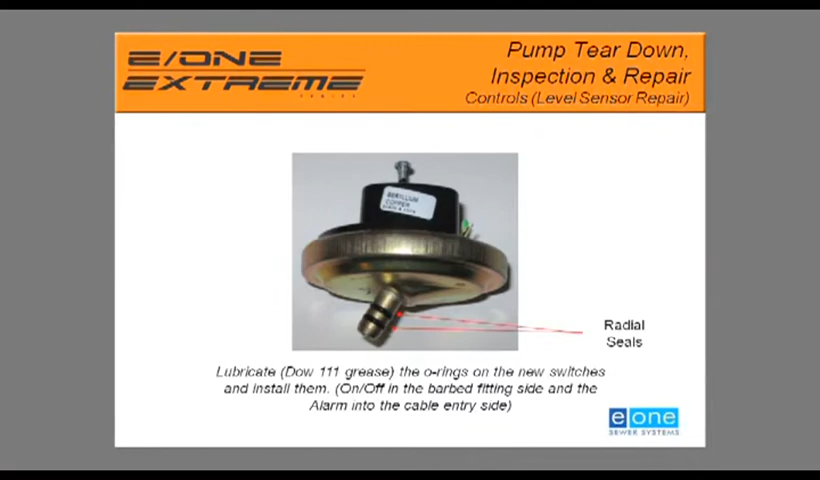 E/ONE
EXTREME
SERIES
Pump Tear Down,
Inspection & Repair
Controls (Level Sensor Repair)
BERYLLIUM
COPPER
Radial
Seals
Lubricate (Dow 111 grease) the o-rings on the new switches
and install them. (On/Off in the barbed fitting side and the
Alarm into the cable entry side)
e|one
SEWER SYSTEMS